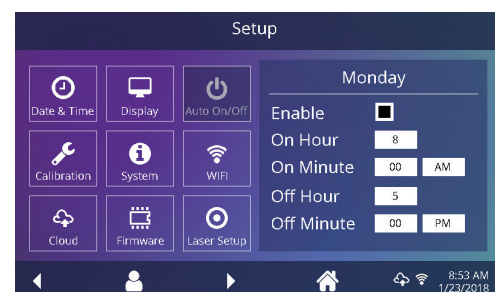 Setup
Date & Time
Display
Auto On/Off
Calibration
System
WIFI
Cloud
Firmware
Laser Setup
Monday
Enable
On Hour 8
On Minute 00 AM
Off Hour 5
Off Minute 00 PM
8:53 AM
1/23/2018